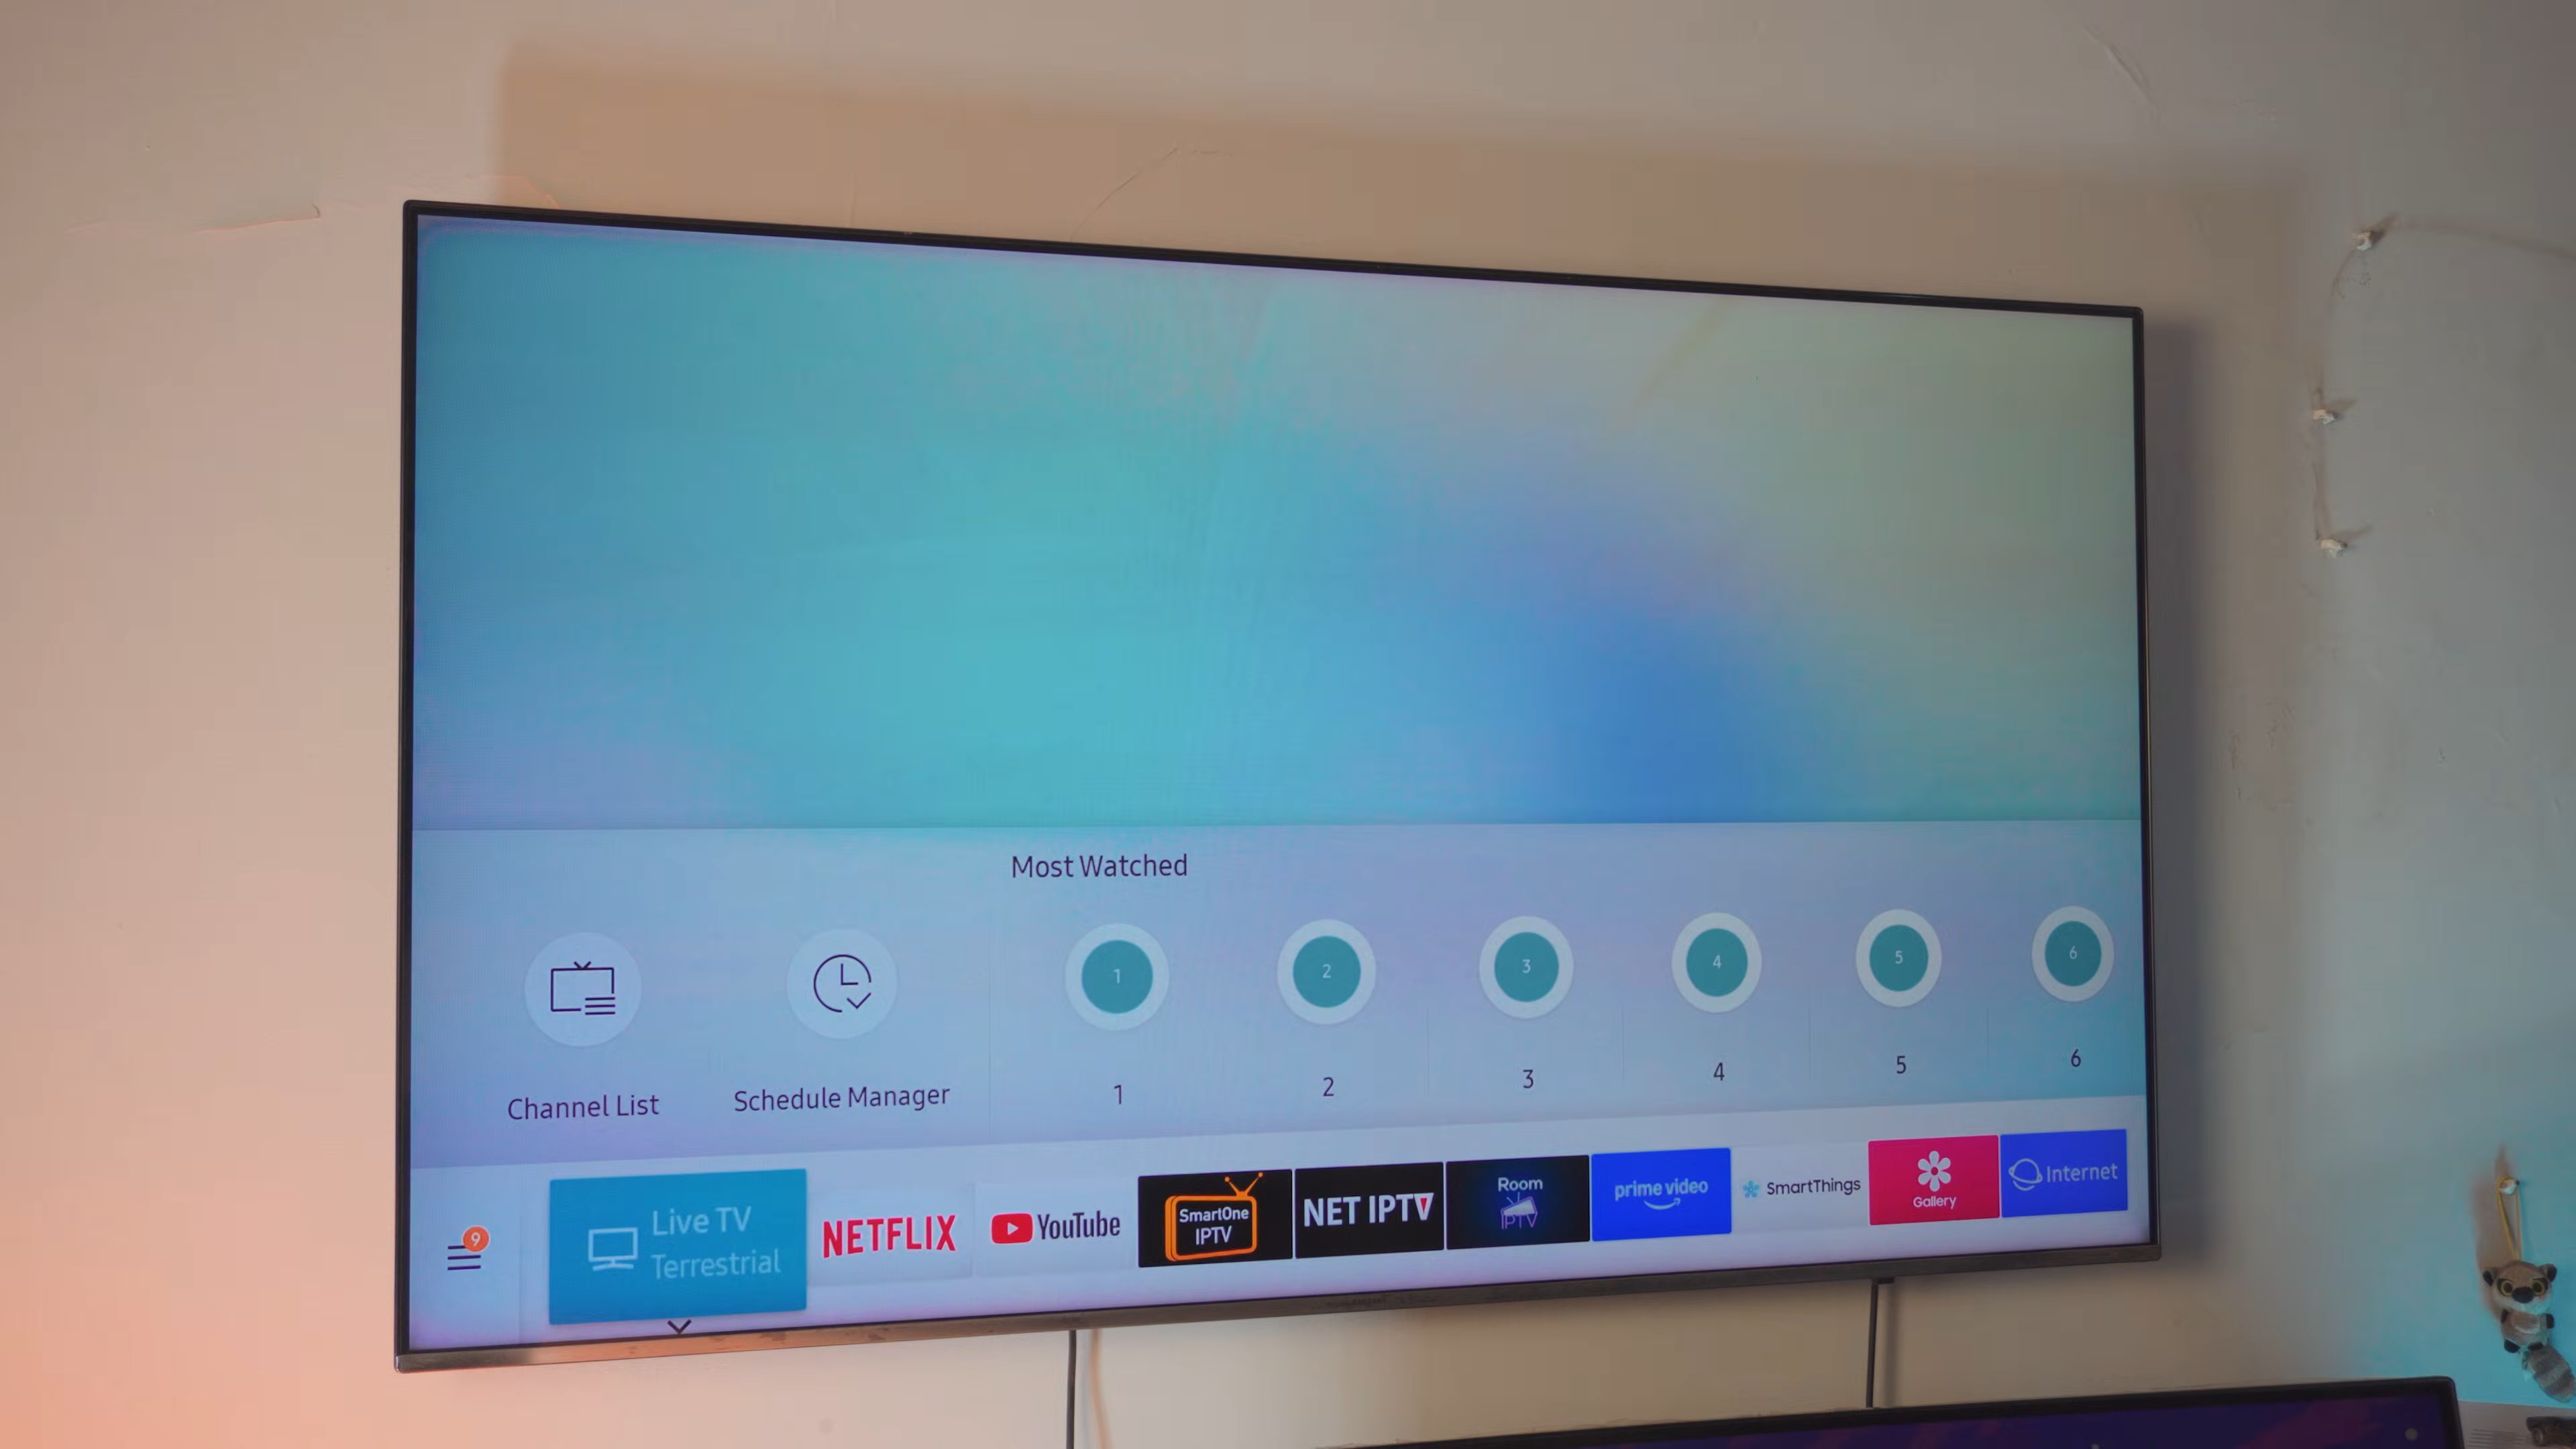 Most Watched
1
2
3
4
5
6
Channel List
Schedule Manager
1
2
3
4
5
6
9
Live TV
Terrestrial
NETFLIX
YouTube
SmartOne
IPTV
NET IPTV
Room
IPTV
prime video
SmartThings
Gallery
Internet